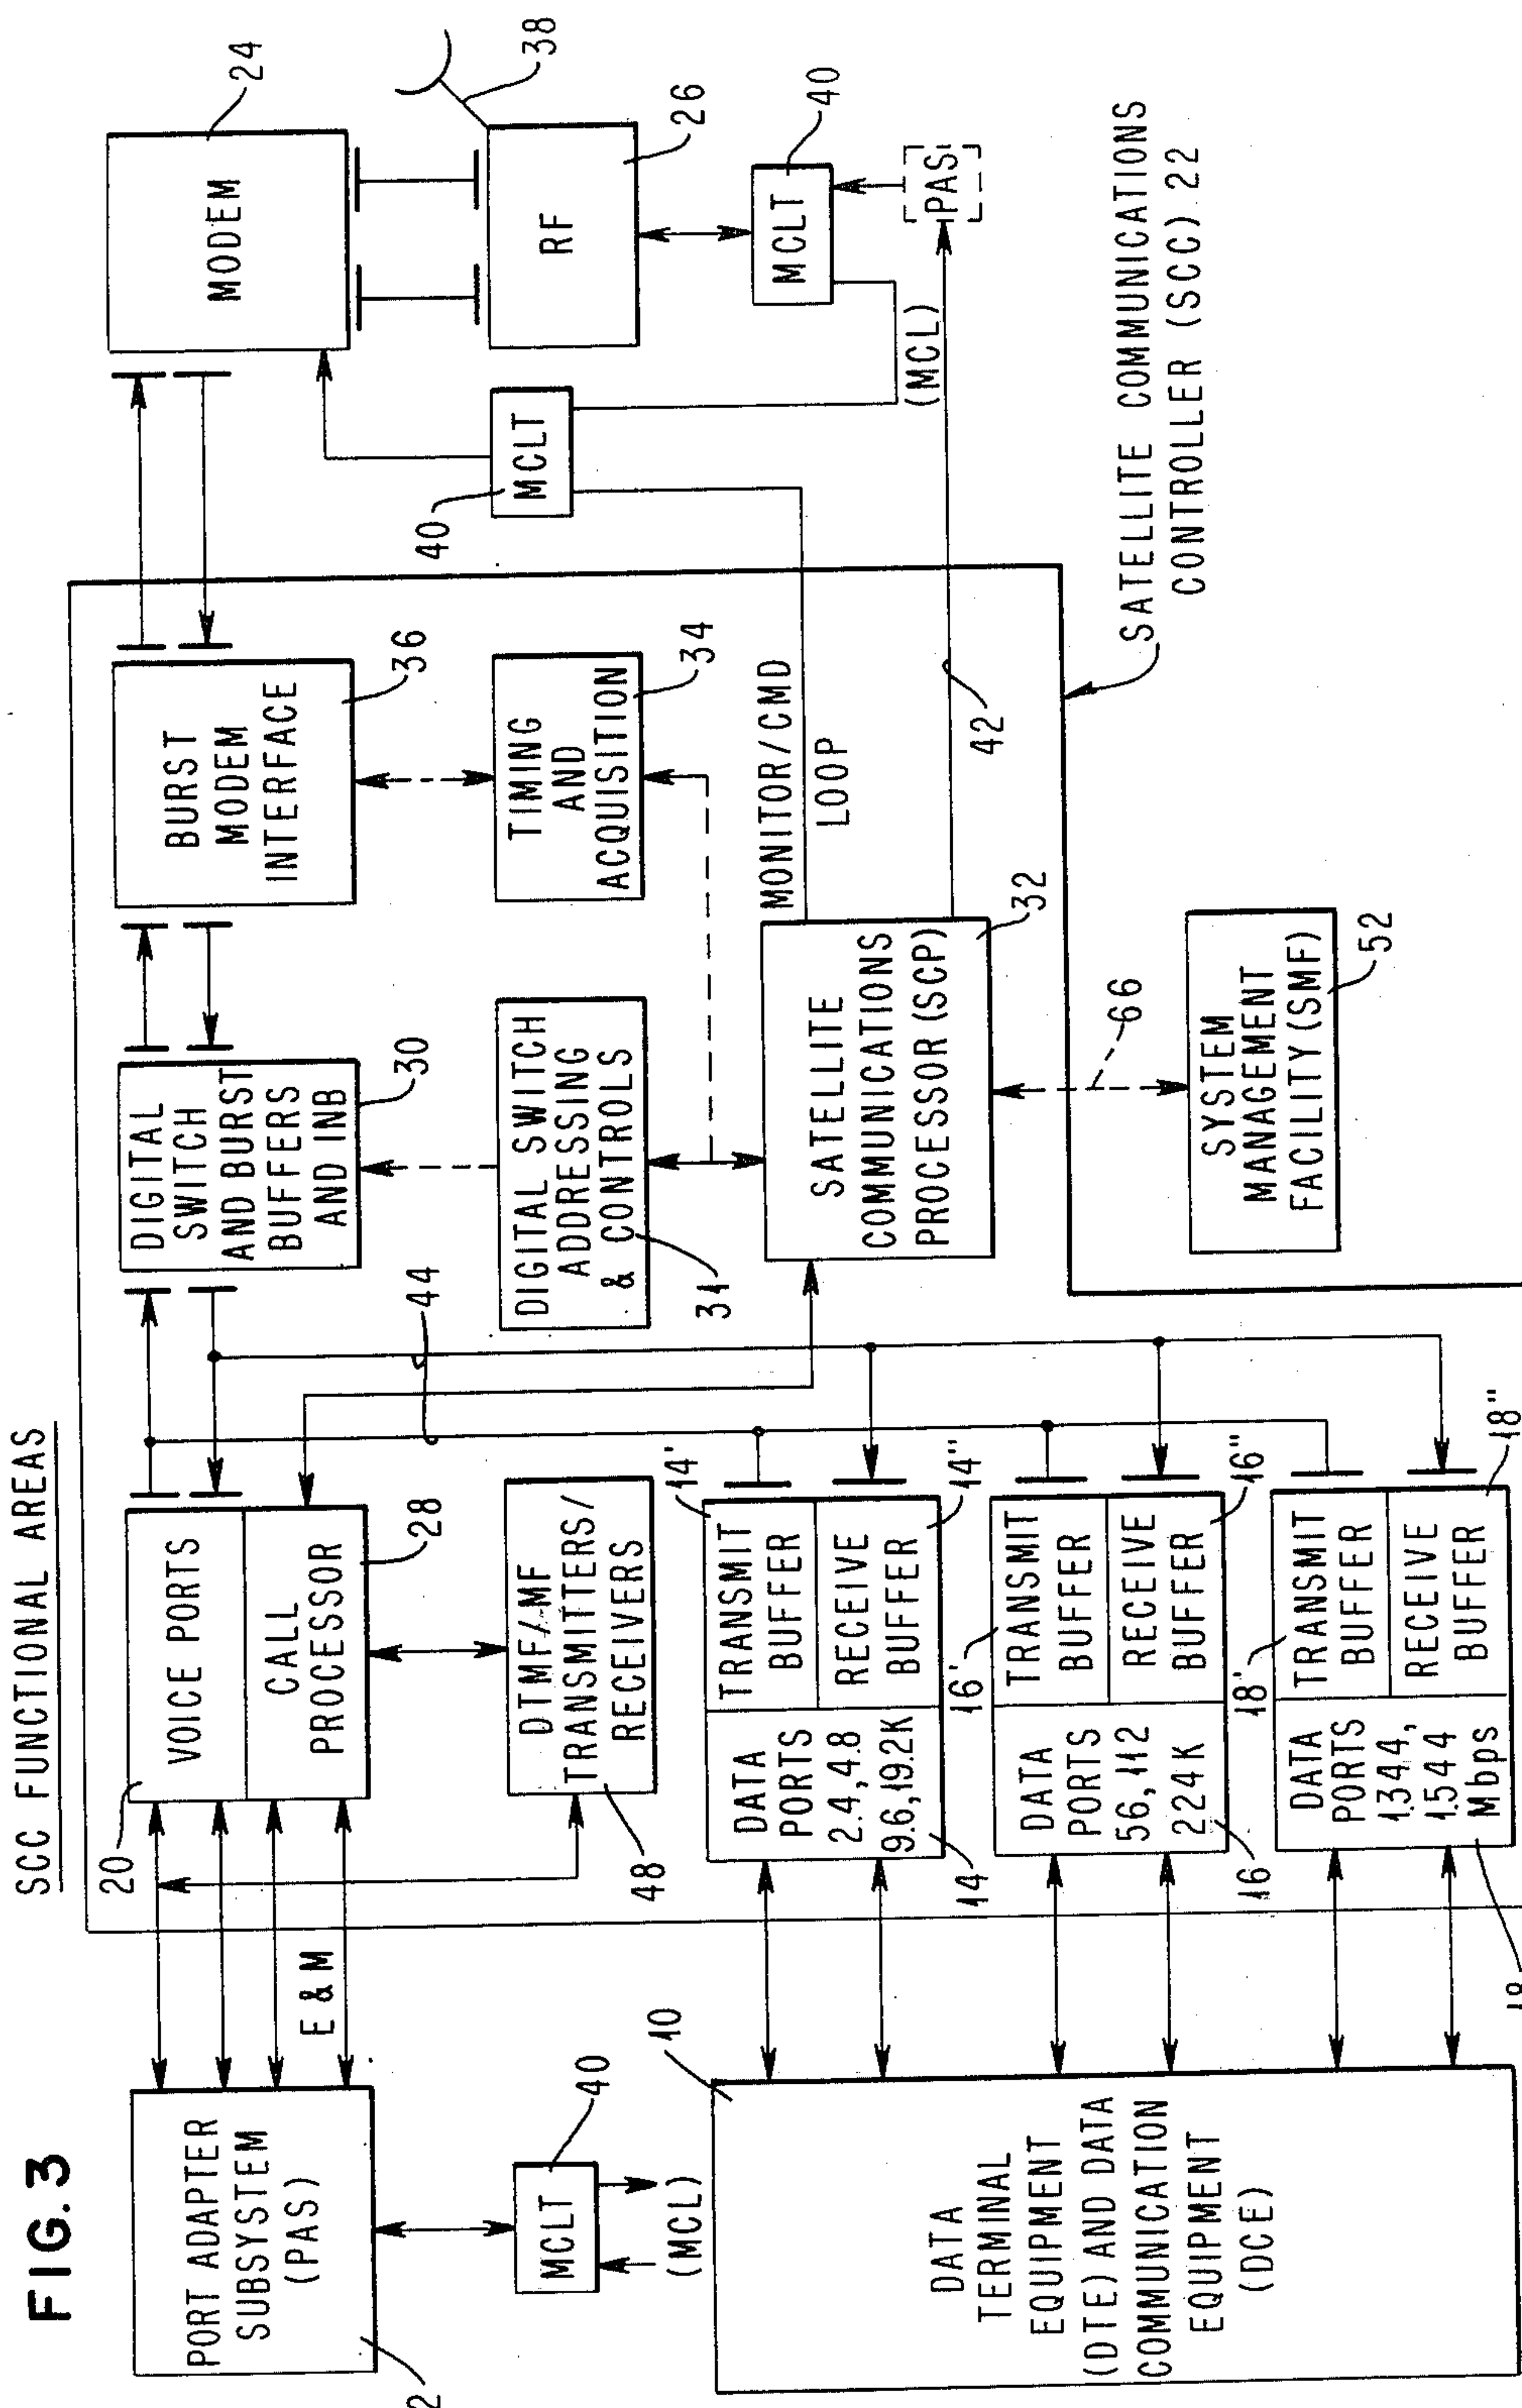 FIG.3
SCC FUNCTIONAL AREAS
PORT ADAPTER
SUBSYSTEM
(PAS)
2
E & M
20
VOICE PORTS
CALL
PROCESSOR
28
44
DIGITAL
SWITCH
AND BURST
BUFFERS
AND INB
30
BURST
MODEM
INTERFACE
36
MODEM
24
38
RF
26
MCLT
40
(MCL)
DTMF/MF
TRANSMITTERS/
RECEIVERS
48
DIGITAL SWITCH
ADDRESSING
& CONTROLS
31
TIMING
AND
ACQUISITION
34
40
MCLT
MCLT
40
(MCL)
PAS
MONITOR/CMD
LOOP
42
SATELLITE
COMMUNICATIONS
PROCESSOR (SCP)
32
66
SYSTEM
MANAGEMENT
FACILITY (SMF)
52
SATELLITE COMMUNICATIONS
CONTROLLER (SCC) 22
10
DATA
TERMINAL
EQUIPMENT
(DTE) AND DATA
COMMUNICATION
EQUIPMENT
(DCE)
DATA
PORTS
2.4, 4.8
9.6, 19.2K
14
TRANSMIT
BUFFER
14'
RECEIVE
BUFFER
14"
DATA
PORTS
56, 112
224K
16
TRANSMIT
BUFFER
16'
RECEIVE
BUFFER
16"
DATA
PORTS
1.344,
1.544
Mbps
18
TRANSMIT
BUFFER
18'
RECEIVE
BUFFER
18"